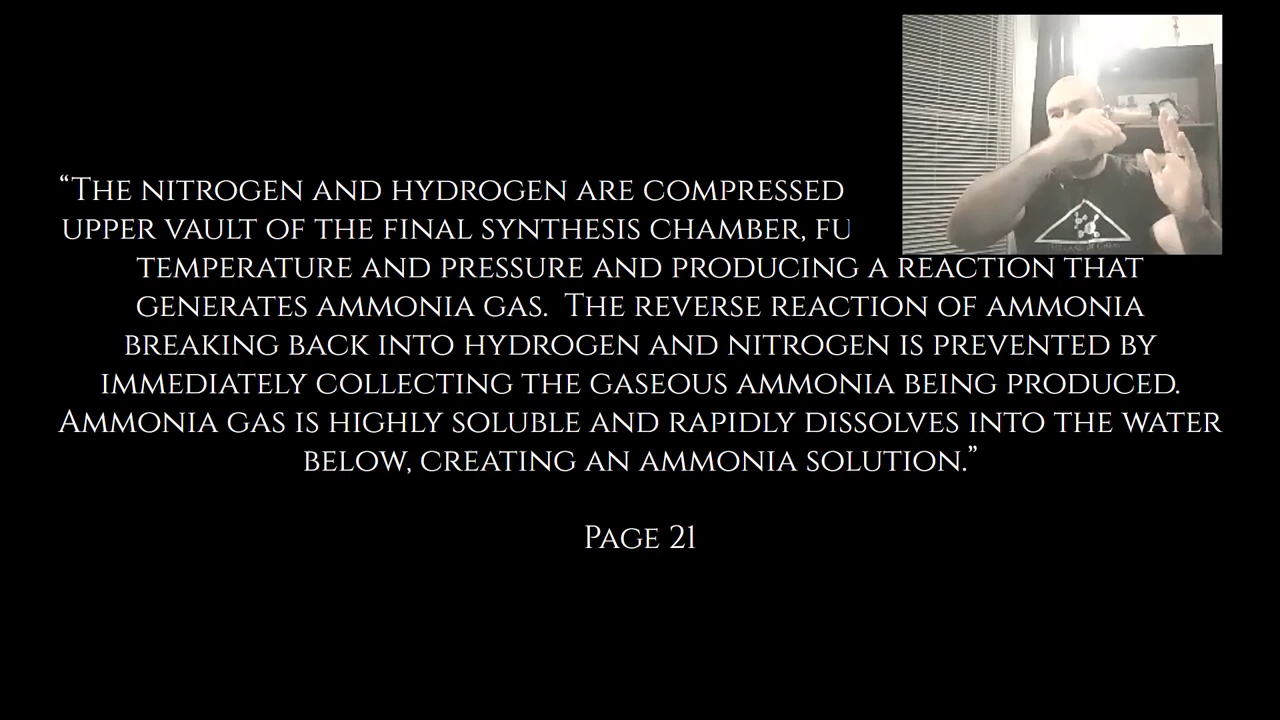 “The nitrogen and hydrogen are compressed
upper vault of the final synthesis chamber,
temperature and pressure and producing a reaction that
generates ammonia gas.  The reverse reaction of ammonia
breaking back into hydrogen and nitrogen is prevented by
immediately collecting the gaseous ammonia being produced.
Ammonia gas is highly soluble and rapidly dissolves into the water
below, creating an ammonia solution.”
Page 21